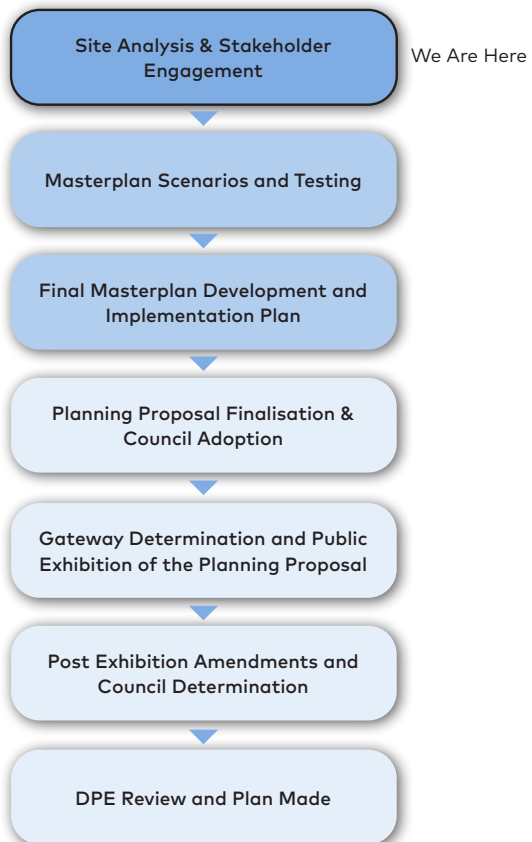 Site Analysis & Stakeholder
Engagement
We Are Here
Masterplan Scenarios and Testing
Final Masterplan Development and
Implementation Plan
Planning Proposal Finalisation &
Council Adoption
Gateway Determination and Public
Exhibition of the Planning Proposal
Post Exhibition Amendments and
Council Determination
DPE Review and Plan Made